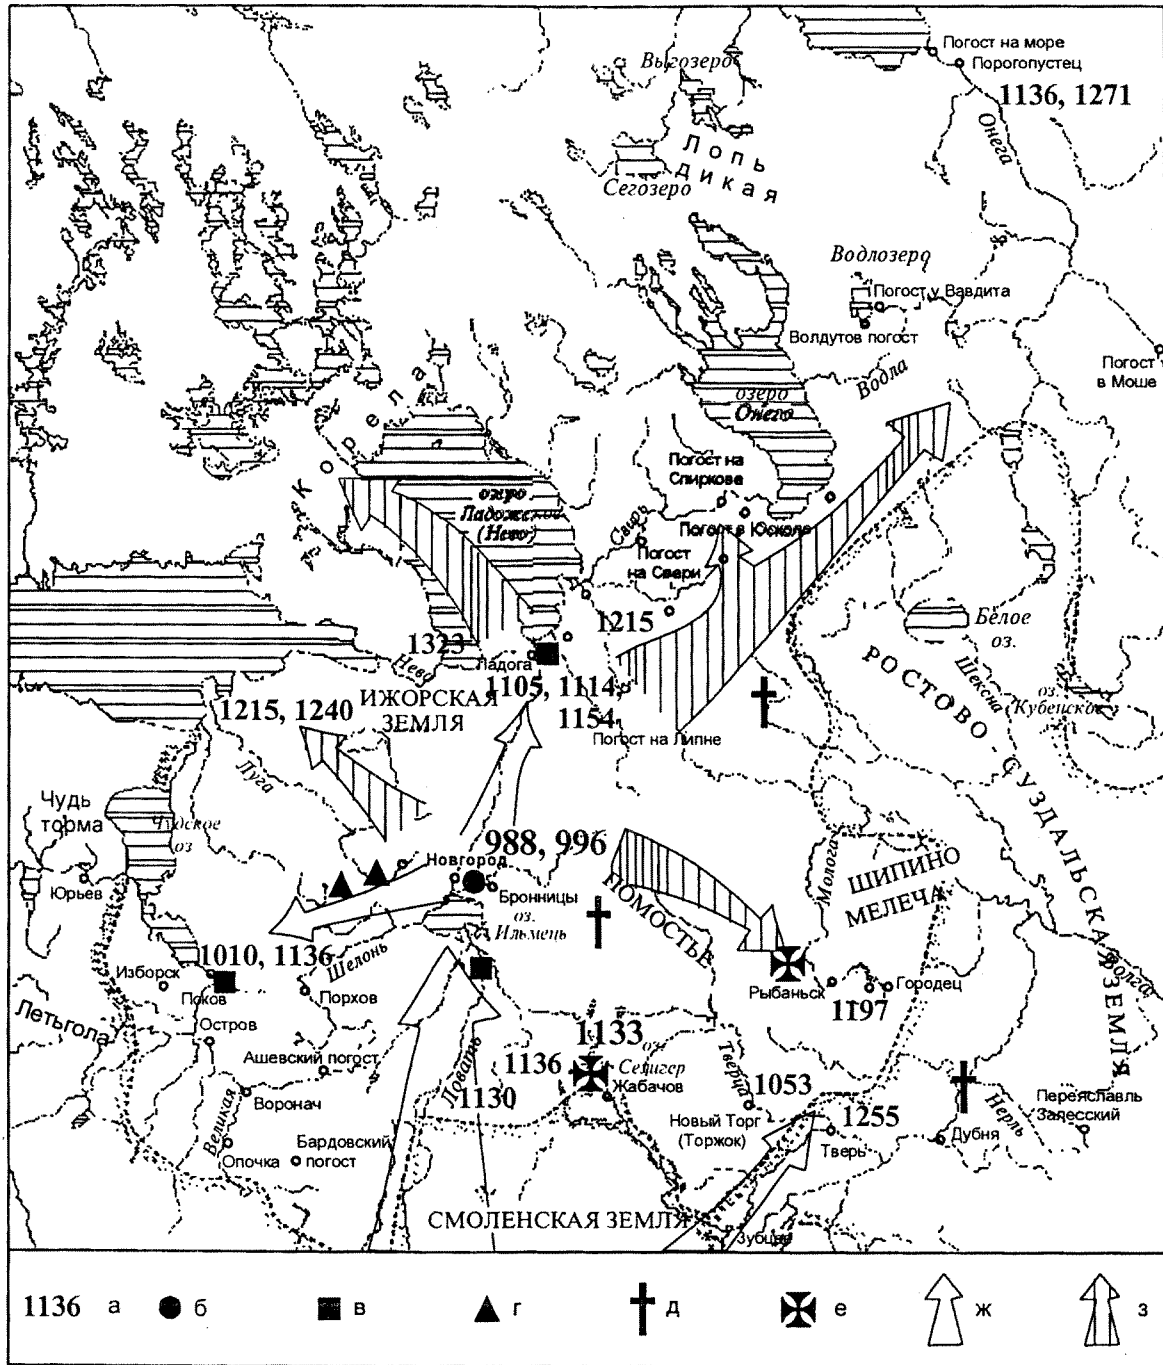 Погост на море
Порогопустец
1136, 1271
Онега
Выгозеро
Лопь
дикая
Сегозеро
Водлозеро
Погост у Вавдита
Волдутов погост
Водла
Погост
в Моше
озеро
Онего
Корела
Погост на
Спиркове
озеро
Ладожское
(Нево)
Свирь
Погост в Юсколе
Погост
на Свери
1215
1323
Нева
Ладога
1105, 1114,
1154
ИЖОРСКАЯ
ЗЕМЛЯ
1215, 1240
Погост на Липне
Белое
оз.
Шексна
оз.
Кубенское
РОСТОВО-СУЗДАЛЬСКАЯ ЗЕМЛЯ
Луга
Чудь
торма
Чудское
оз
Юрьев
988, 996
Новгород
Бронницы
оз.
Ильмень
ПОМОСТЬЕ
Молога
ШИПИНО
МЕЛЕЧА
Волга
1010, 1136
Шелонь
Изборск
Псков
Порхов
Рыбаньск
Городец
1197
Летьгола
Остров
Ашевский погост
Воронач
Великая
Опочка
Бардовский
погост
Ловать
1130
1133
1136
оз.
Селигер
Жабачов
Тверца
1053
Новый Торг
(Торжок)
1255
Тверь
Дубня
Нерль
Переяславль
Залесский
СМОЛЕНСКАЯ ЗЕМЛЯ
Зубцев
1136 а б в г д е ж з